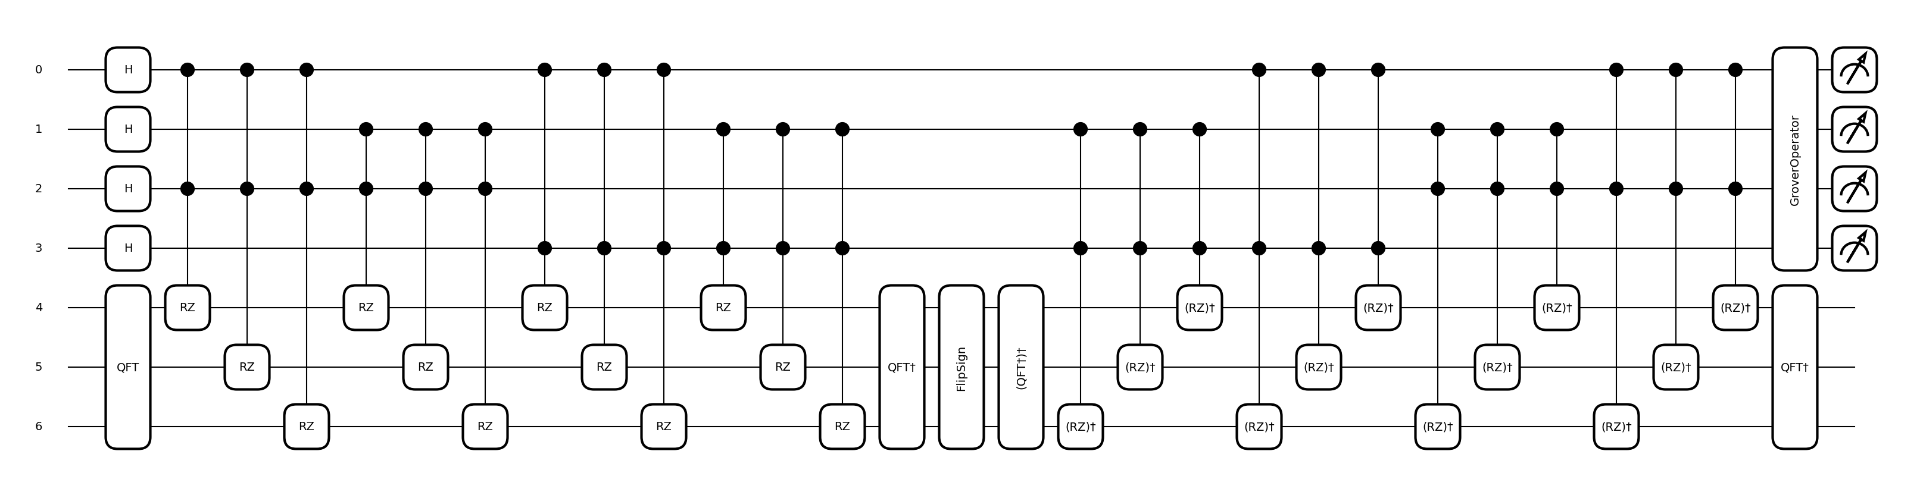 0 H
1 H GroverOperator
2 H
3 H
4 RZ RZ RZ RZ (RZ)† (RZ)† (RZ)† (RZ)†
5 QFT RZ RZ RZ RZ QFT† FlipSign (QFT†)† (RZ)† (RZ)† (RZ)† (RZ)† QFT†
6 RZ RZ RZ RZ (RZ)† (RZ)† (RZ)† (RZ)†